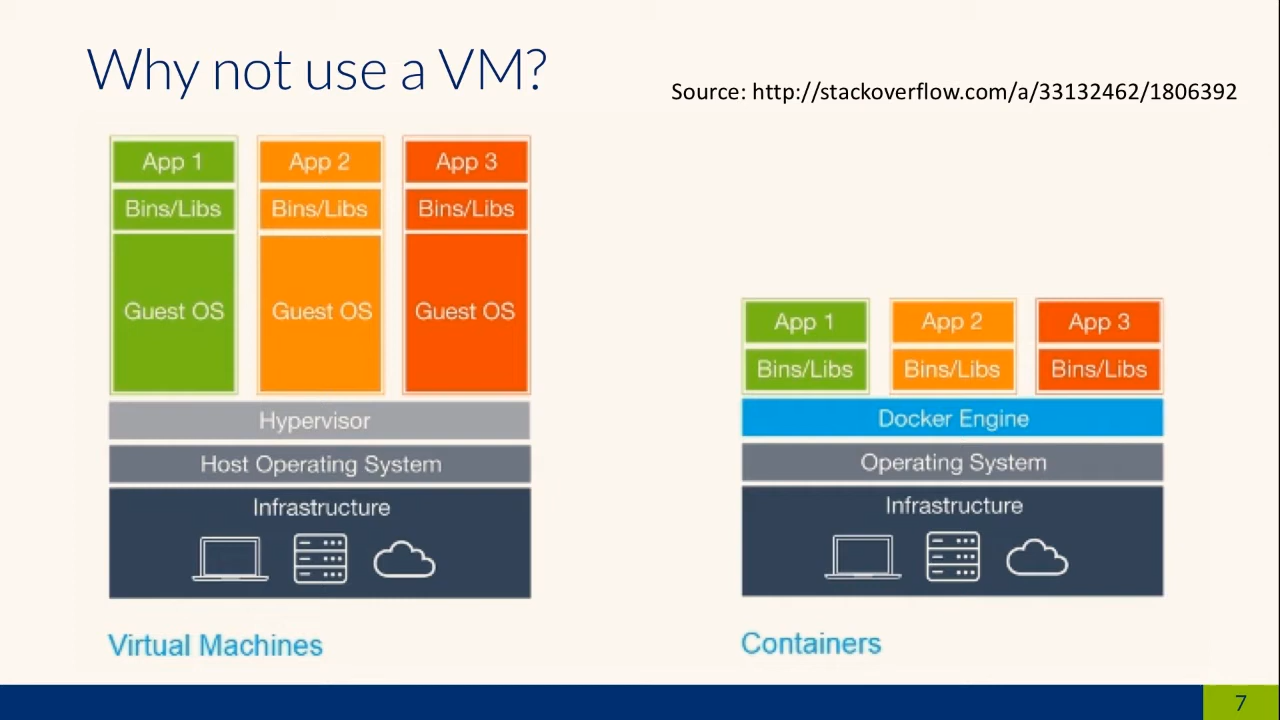 Why not use a VM?
Source: http://stackoverflow.com/a/33132462/1806392
App 1
App 2
App 3
Bins/Libs
Bins/Libs
Bins/Libs
Guest OS
Guest OS
Guest OS
Hypervisor
Host Operating System
Infrastructure
Virtual Machines
App 1
App 2
App 3
Bins/Libs
Bins/Libs
Bins/Libs
Docker Engine
Operating System
Infrastructure
Containers
7